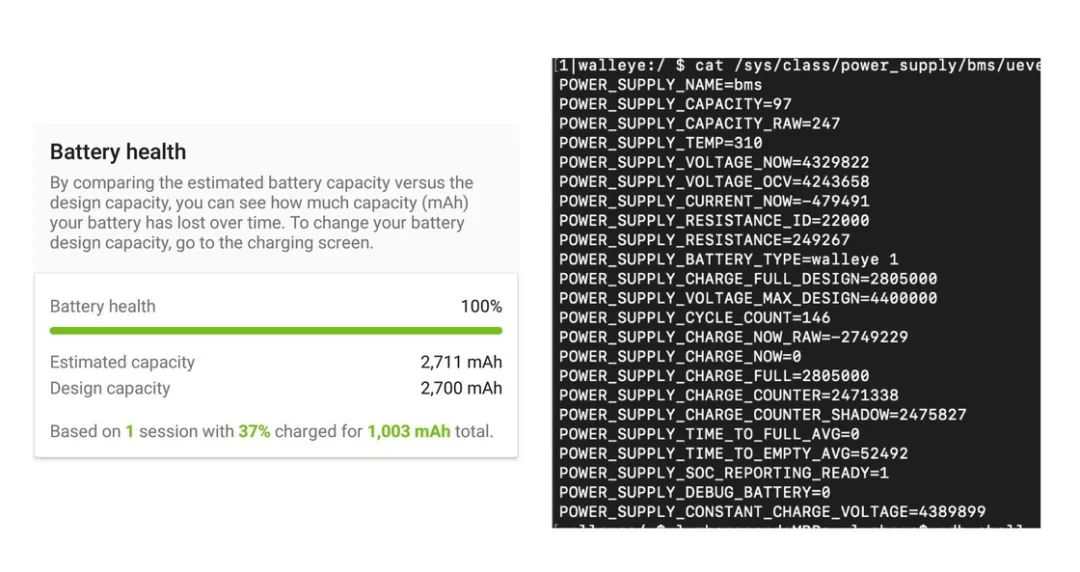 Battery health
By comparing the estimated battery capacity versus the
design capacity, you can see how much capacity (mAh)
your battery has lost over time. To change your battery
design capacity, go to the charging screen.
Battery health 100%
Estimated capacity 2,711 mAh
Design capacity 2,700 mAh
Based on 1 session with 37% charged for 1,003 mAh total.
[1|walleye:/ $ cat /sys/class/power_supply/bms/ueve
POWER_SUPPLY_NAME=bms
POWER_SUPPLY_CAPACITY=97
POWER_SUPPLY_CAPACITY_RAW=247
POWER_SUPPLY_TEMP=310
POWER_SUPPLY_VOLTAGE_NOW=4329822
POWER_SUPPLY_VOLTAGE_OCV=4243658
POWER_SUPPLY_CURRENT_NOW=-479491
POWER_SUPPLY_RESISTANCE_ID=22000
POWER_SUPPLY_RESISTANCE=249267
POWER_SUPPLY_BATTERY_TYPE=walleye 1
POWER_SUPPLY_CHARGE_FULL_DESIGN=2805000
POWER_SUPPLY_VOLTAGE_MAX_DESIGN=4400000
POWER_SUPPLY_CYCLE_COUNT=146
POWER_SUPPLY_CHARGE_NOW_RAW=-2749229
POWER_SUPPLY_CHARGE_NOW=0
POWER_SUPPLY_CHARGE_FULL=2805000
POWER_SUPPLY_CHARGE_COUNTER=2471338
POWER_SUPPLY_CHARGE_COUNTER_SHADOW=2475827
POWER_SUPPLY_TIME_TO_FULL_AVG=0
POWER_SUPPLY_TIME_TO_EMPTY_AVG=52492
POWER_SUPPLY_SOC_REPORTING_READY=1
POWER_SUPPLY_DEBUG_BATTERY=0
POWER_SUPPLY_CONSTANT_CHARGE_VOLTAGE=4389899